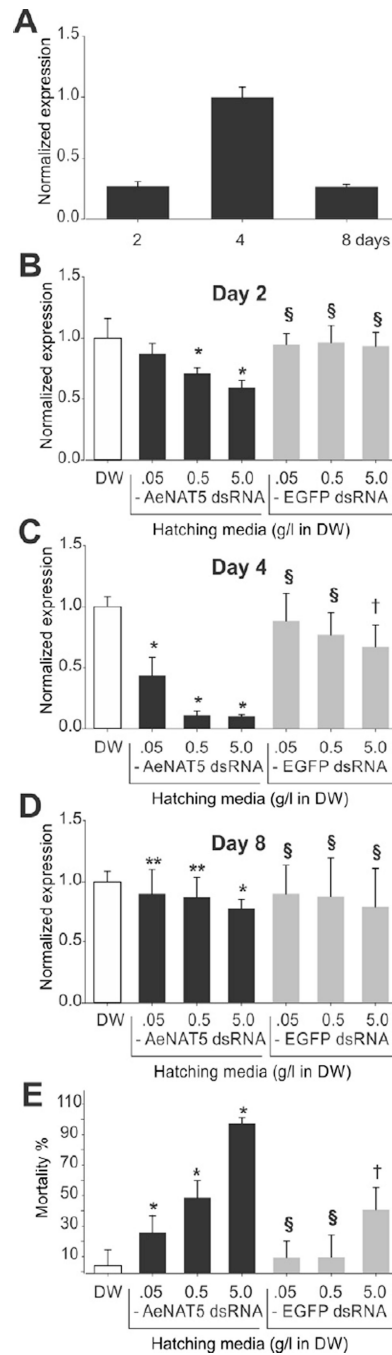 A
Normalized expression
1.5
1.0
0.5
0.0
2 4 8 days
B
Normalized expression
1.5
1.0
0.5
0.0
Day 2
* * § § §
DW .05 0.5 5.0 .05 0.5 5.0
- AeNAT5 dsRNA - EGFP dsRNA
Hatching media (g/l in DW)
C
Normalized expression
1.5
1.0
0.5
0.0
Day 4
* * * § § †
DW .05 0.5 5.0 .05 0.5 5.0
- AeNAT5 dsRNA - EGFP dsRNA
Hatching media (g/l in DW)
D
Normalized expression
1.5
1.0
0.5
0.0
Day 8
** ** * § § §
DW .05 0.5 5.0 .05 0.5 5.0
- AeNAT5 dsRNA - EGFP dsRNA
Hatching media (g/l in DW)
E
Mortality %
110
90
70
50
30
10
* * * § § †
DW .05 0.5 5.0 .05 0.5 5.0
- AeNAT5 dsRNA - EGFP dsRNA
Hatching media (g/l in DW)